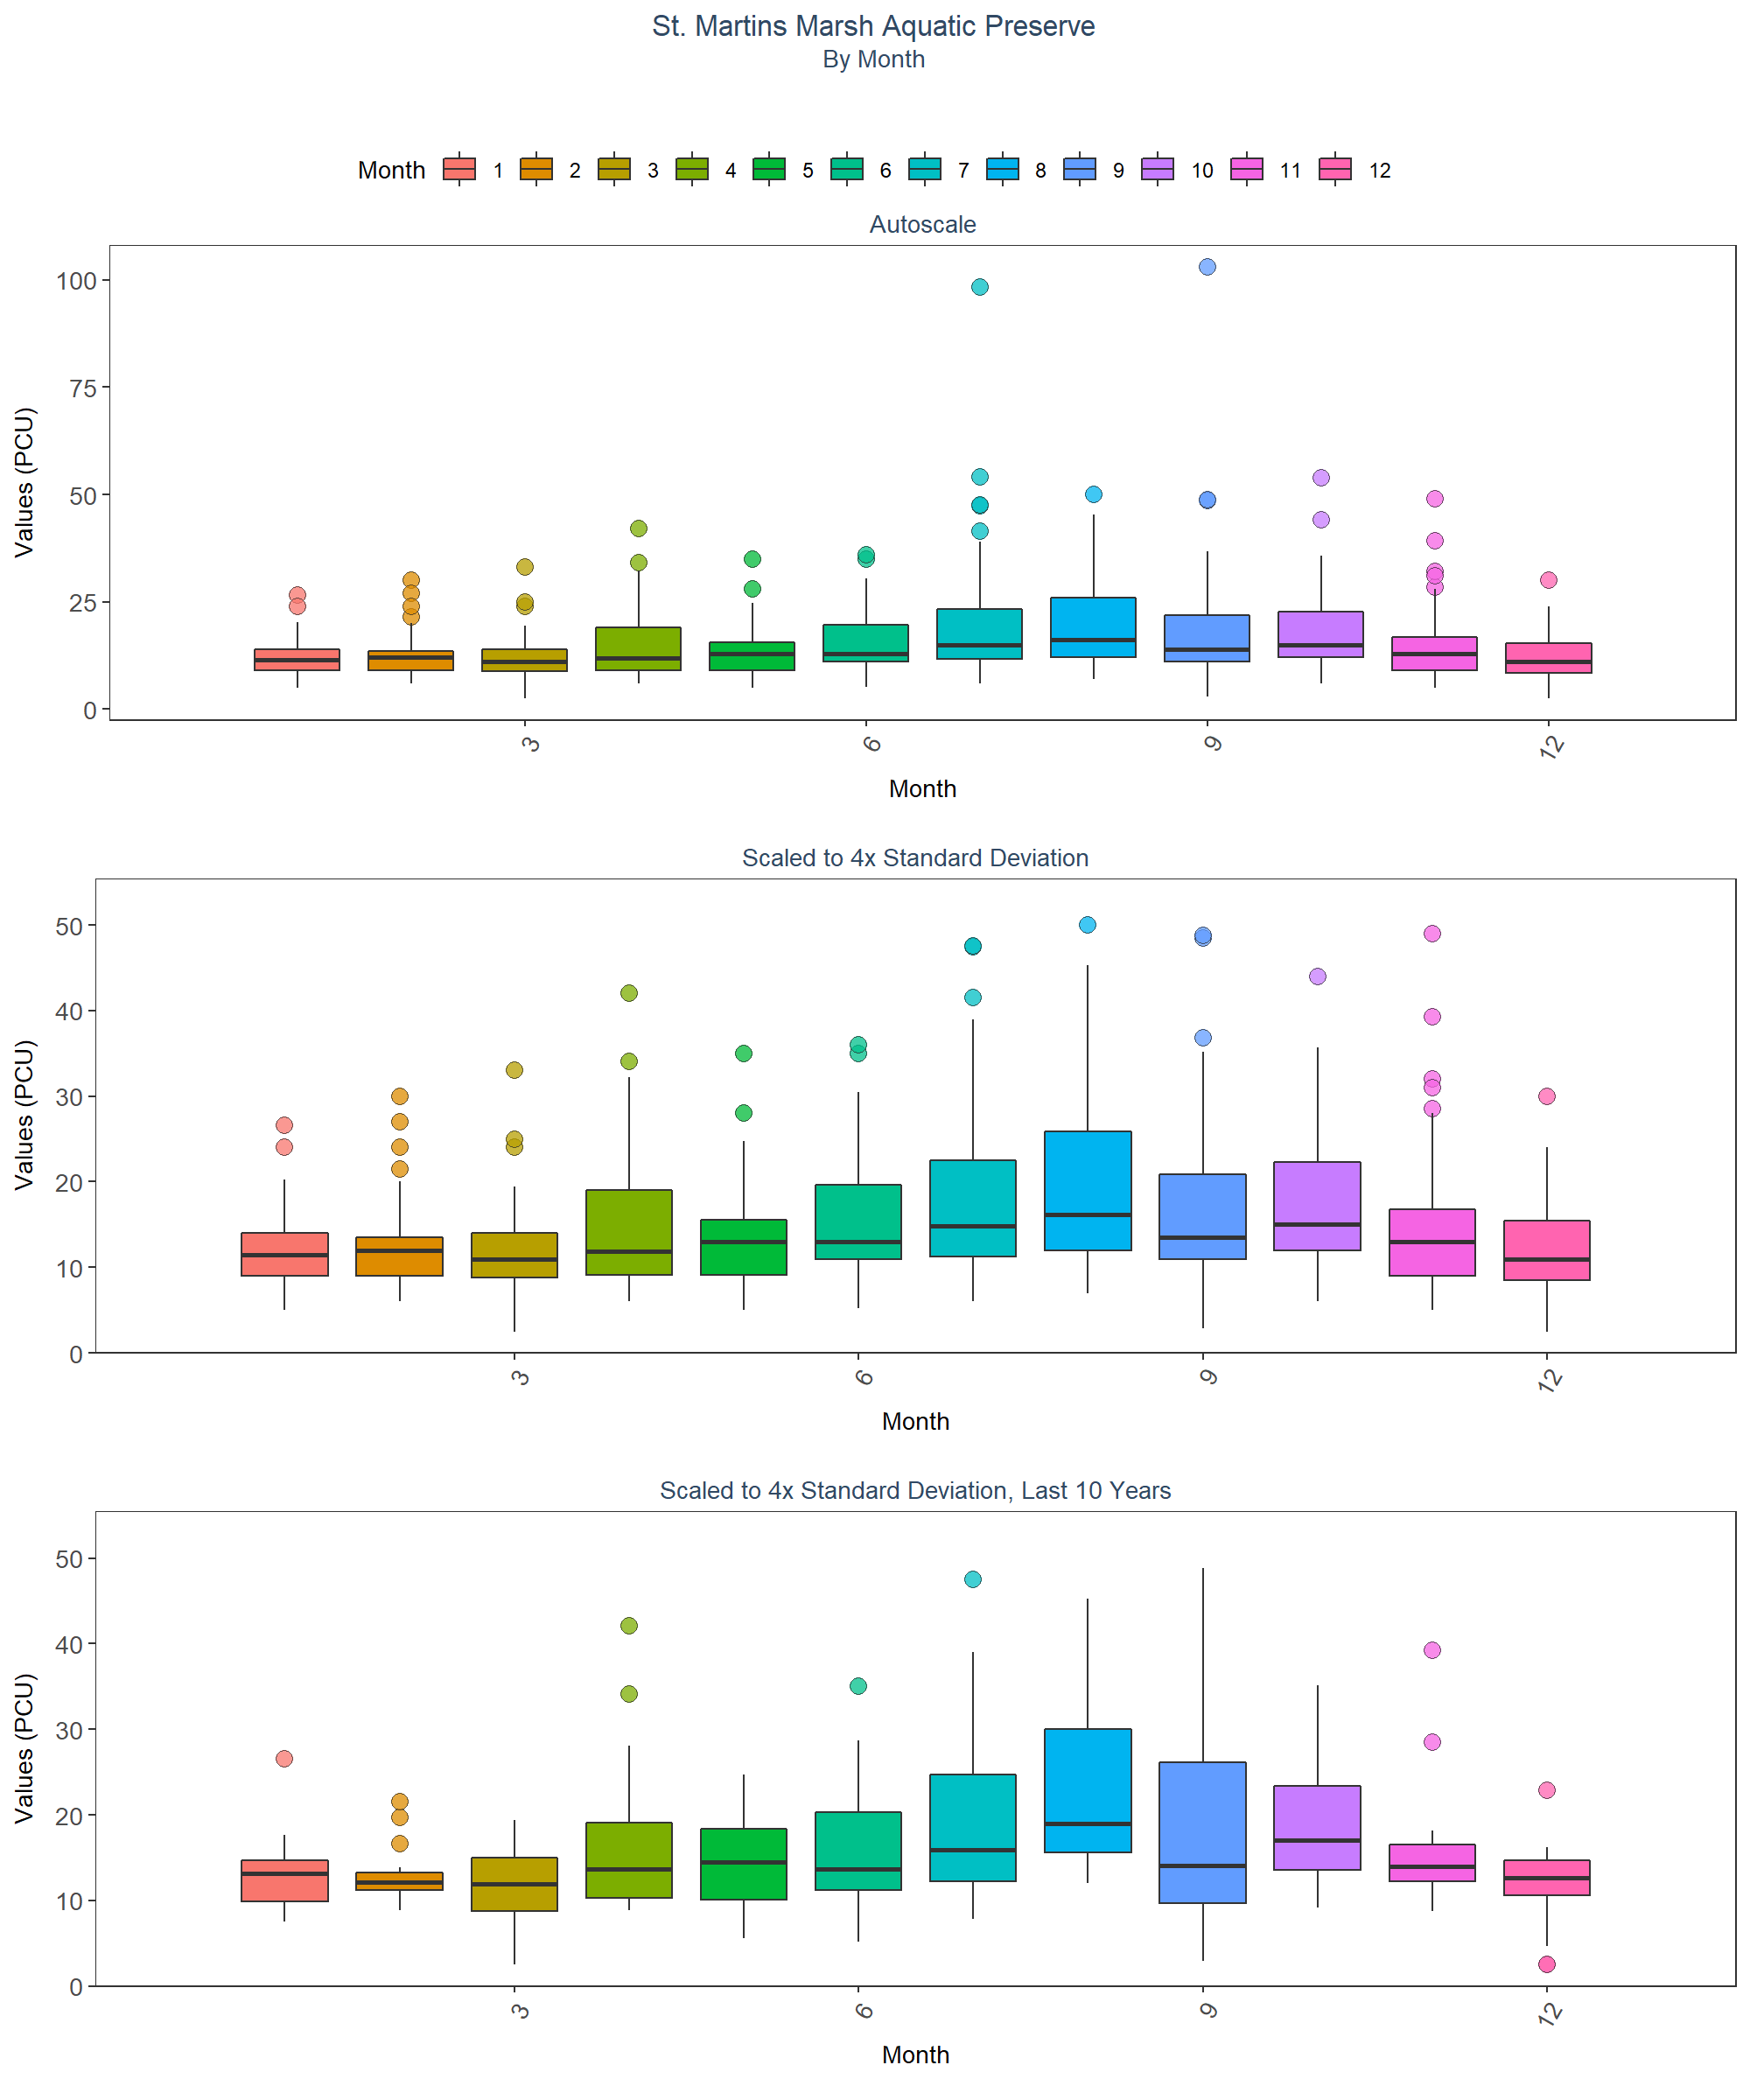 St. Martins Marsh Aquatic Preserve
By Month
Month 1 2 3 4 5 6 7 8 9 10 11 12
Autoscale
Values (PCU)
100
75
50
25
0
3 6 9 12
Month
Scaled to 4x Standard Deviation
Values (PCU)
50
40
30
20
10
0
3 6 9 12
Month
Scaled to 4x Standard Deviation, Last 10 Years
Values (PCU)
50
40
30
20
10
0
3 6 9 12
Month